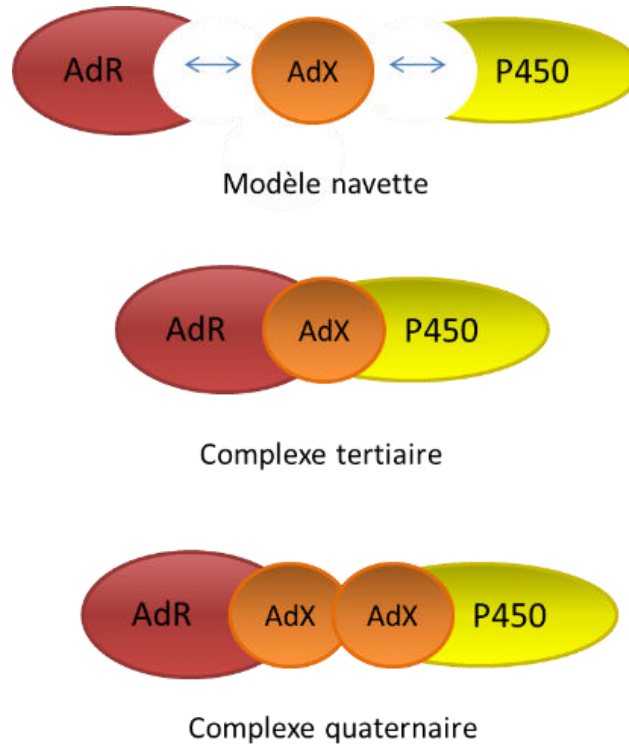 AdR AdX P450
Modèle navette
AdR AdX P450
Complexe tertiaire
AdR AdX AdX P450
Complexe quaternaire